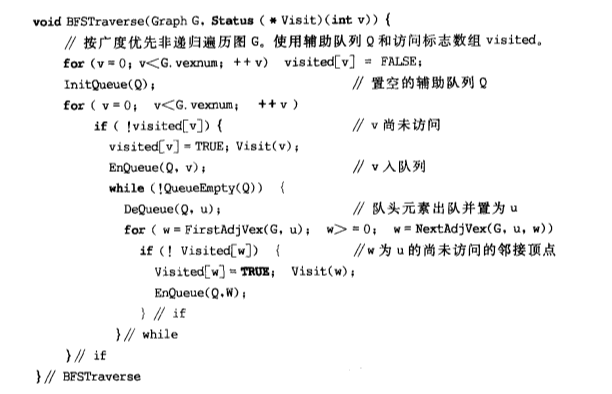 void BFSTraverse(Graph G, Status ( * Visit)(int v)) {
// 按广度优先非递归遍历图 G。使用辅助队列 Q 和访问标志数组 visited。
for (v = 0; v<G. vexnum; ++ v) visited[v] = FALSE;
InitQueue(Q); // 置空的辅助队列 Q
for ( v = 0; v<G. vexnum; ++ v )
if ( !visited[v]) { // v 尚未访问
visited[v] = TRUE; Visit(v);
EnQueue(Q, v); // v 入队列
while (!QueueEmpty(Q)) {
DeQueue(Q, u); // 队头元素出队并置为 u
for ( w = FirstAdjVex(G, u); w> = 0; w = NextAdjVex(G, u, w))
if (! Visited[w]) { //w 为 u 的尚未访问的邻接顶点
Visited[w] = TRUE; Visit(w);
EnQueue(Q,W);
} // if
}// while
}// if
}// BFSTraverse